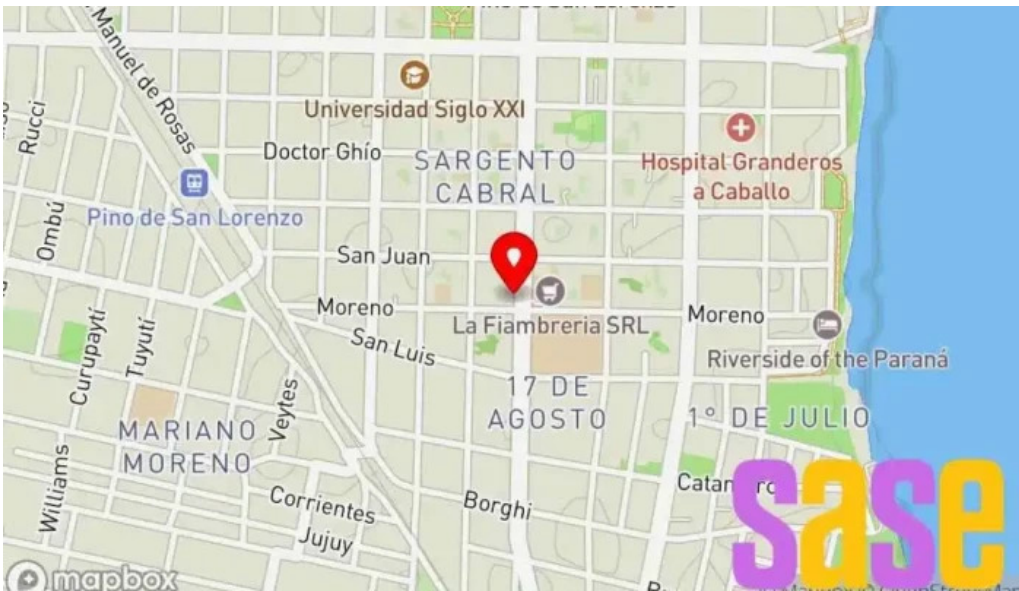 Manuel de Rosas
Rucci
Universidad Siglo XXI
Doctor Ghío
SARGENTO
CABRAL
Hospital Granderos
a Caballo
Pino de San Lorenzo
Ombú
San Juan
Moreno
La Fiambreria SRL
Moreno
San Luis
Riverside of the Paraná
Curupaytí
Tuyutí
17 DE
AGOSTO
1° DE JULIO
Veytes
MARIANO
MORENO
Williams
Corrientes
Borghi
Jujuy
sase
mapbox